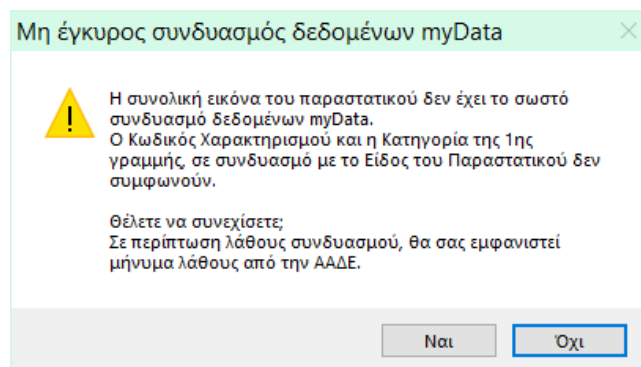 Μη έγκυρος συνδυασμός δεδομένων myData
Η συνολική εικόνα του παραστατικού δεν έχει το σωστό
συνδυασμό δεδομένων myData.
Ο Κωδικός Χαρακτηρισμού και η Κατηγορία της 1ης
γραμμής, σε συνδυασμό με το Είδος του Παραστατικού δεν
συμφωνούν.
Θέλετε να συνεχίσετε;
Σε περίπτωση λάθους συνδυασμού, θα σας εμφανιστεί
μήνυμα λάθους από την ΑΑΔΕ.
Ναι
Όχι